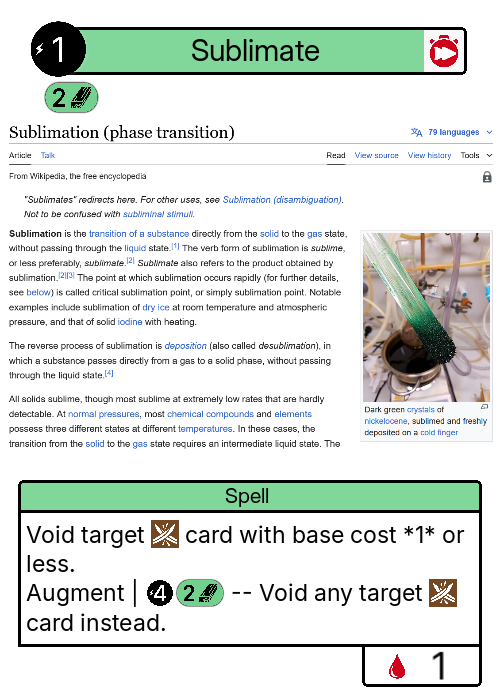 1 Sublimate
2
Sublimation (phase transition)
79 languages
Article Talk Read View source View history Tools
From Wikipedia, the free encyclopedia
"Sublimates" redirects here. For other uses, see Sublimation (disambiguation).
Not to be confused with subliminal stimuli.
Sublimation is the transition of a substance directly from the solid to the gas state,
without passing through the liquid state.[1] The verb form of sublimation is sublime,
or less preferably, sublimate.[2] Sublimate also refers to the product obtained by
sublimation.[2][3] The point at which sublimation occurs rapidly (for further details,
see below) is called critical sublimation point, or simply sublimation point. Notable
examples include sublimation of dry ice at room temperature and atmospheric
pressure, and that of solid iodine with heating.
The reverse process of sublimation is deposition (also called desublimation), in
which a substance passes directly from a gas to a solid phase, without passing
through the liquid state.[4]
All solids sublime, though most sublime at extremely low rates that are hardly
detectable. At normal pressures, most chemical compounds and elements
possess three different states at different temperatures. In these cases, the
transition from the solid to the gas state requires an intermediate liquid state. The
Dark green crystals of
nickelocene, sublimed and freshly
deposited on a cold finger
Spell
Void target card with base cost *1* or
less.
Augment | 4 2 -- Void any target
card instead.
1